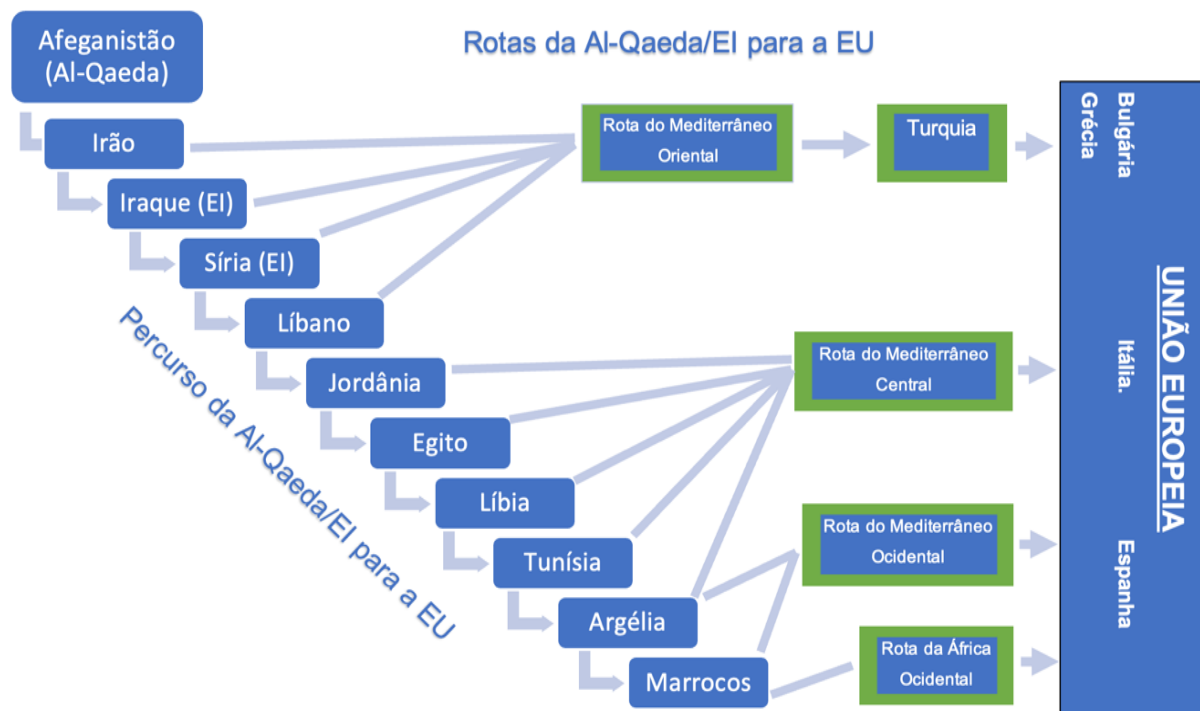 Afeganistão
(Al-Qaeda)
Rotas da Al-Qaeda/EI para a EU
Irão
Rota do Mediterrâneo
Oriental
Turquia
Bulgária
Grécia
Iraque (EI)
Síria (EI)
Líbano
Percurso da Al-Qaeda/EI para a EU
Jordânia
Rota do Mediterrâneo
Central
Itália.
UNIÃO EUROPEIA
Egito
Líbia
Rota do Mediterrâneo
Ocidental
Espanha
Tunísia
Argélia
Rota da África
Ocidental
Marrocos